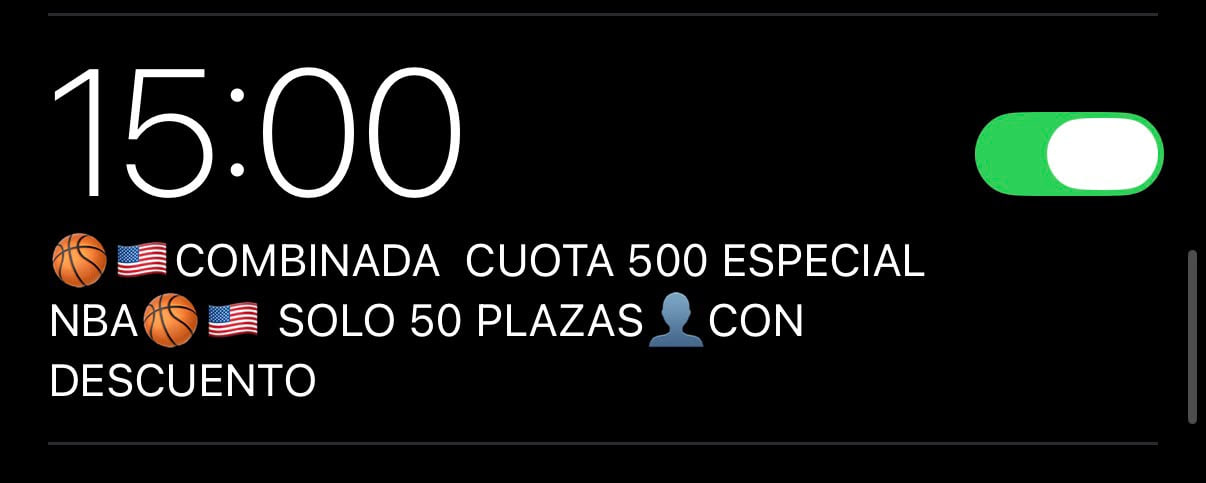 15:00
🏀🇺🇸COMBINADA  CUOTA 500 ESPECIAL
NBA🏀🇺🇸 SOLO 50 PLAZAS👤CON
DESCUENTO